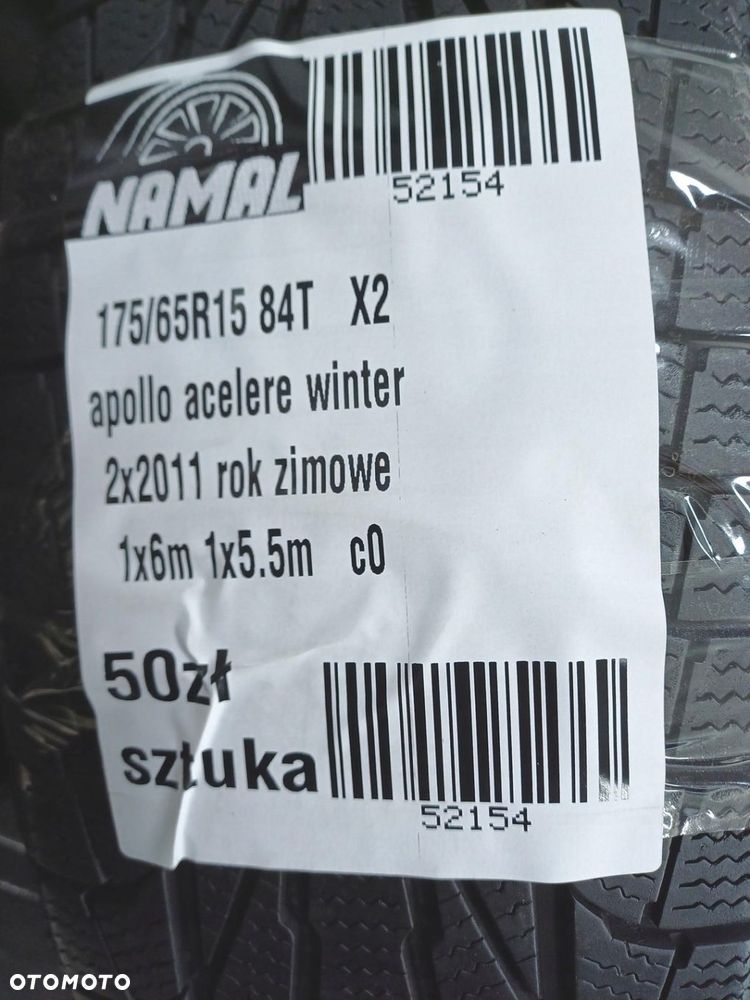 NAMAL
52154
175/65R15 84T X2
apollo acelere winter
2x2011 rok zimowe
1x6m 1x5.5m c0
50zł
sztuka
52154
OTOMOTO